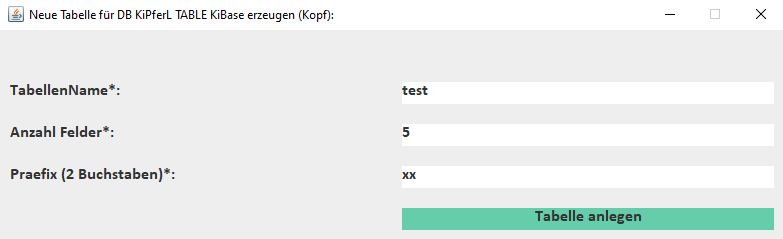 Neue Tabelle für DB KiPferL TABLE KiBase erzeugen (Kopf):
TabellenName*: test
Anzahl Felder*: 5
Praefix (2 Buchstaben)*: xx
Tabelle anlegen